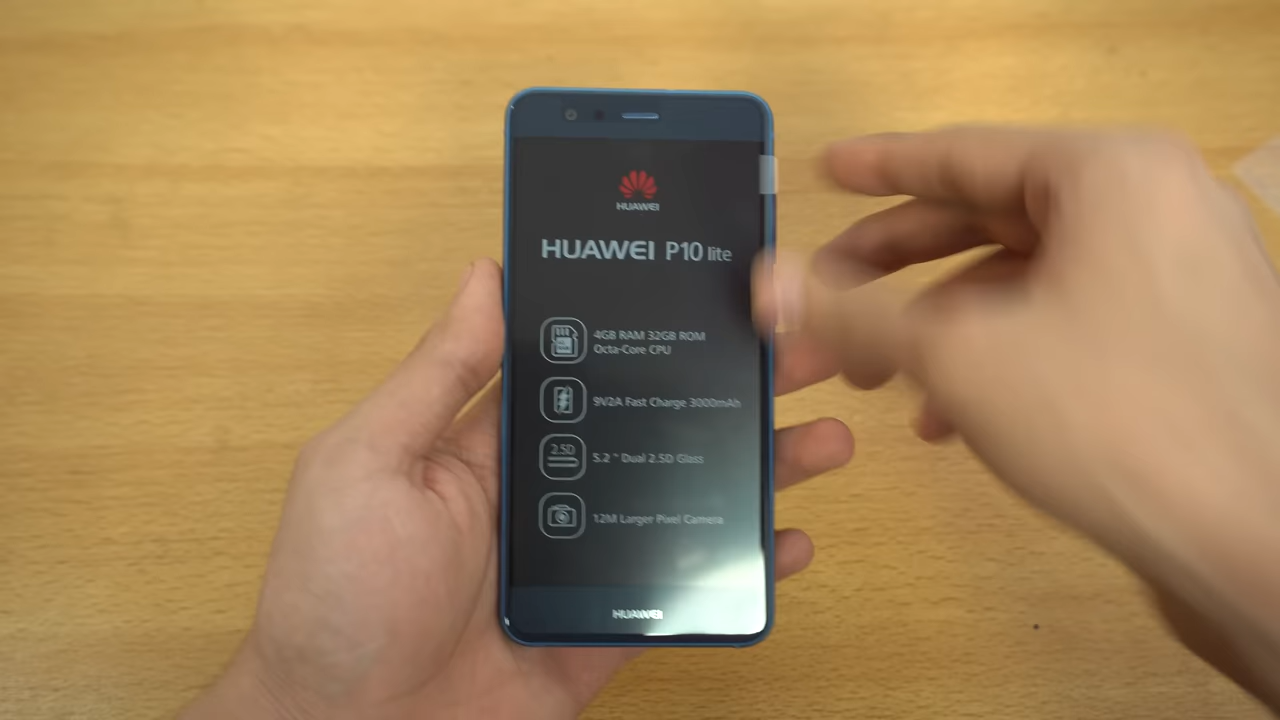 HUAWEI
HUAWEI P10 lite
4GB RAM 32GB ROM
Octa-Core CPU
9V2A Fast Charge 3000mAh
2.5D
5.2 " Dual 2.5D Glass
12M Larger Pixel Camera
HUAWEI